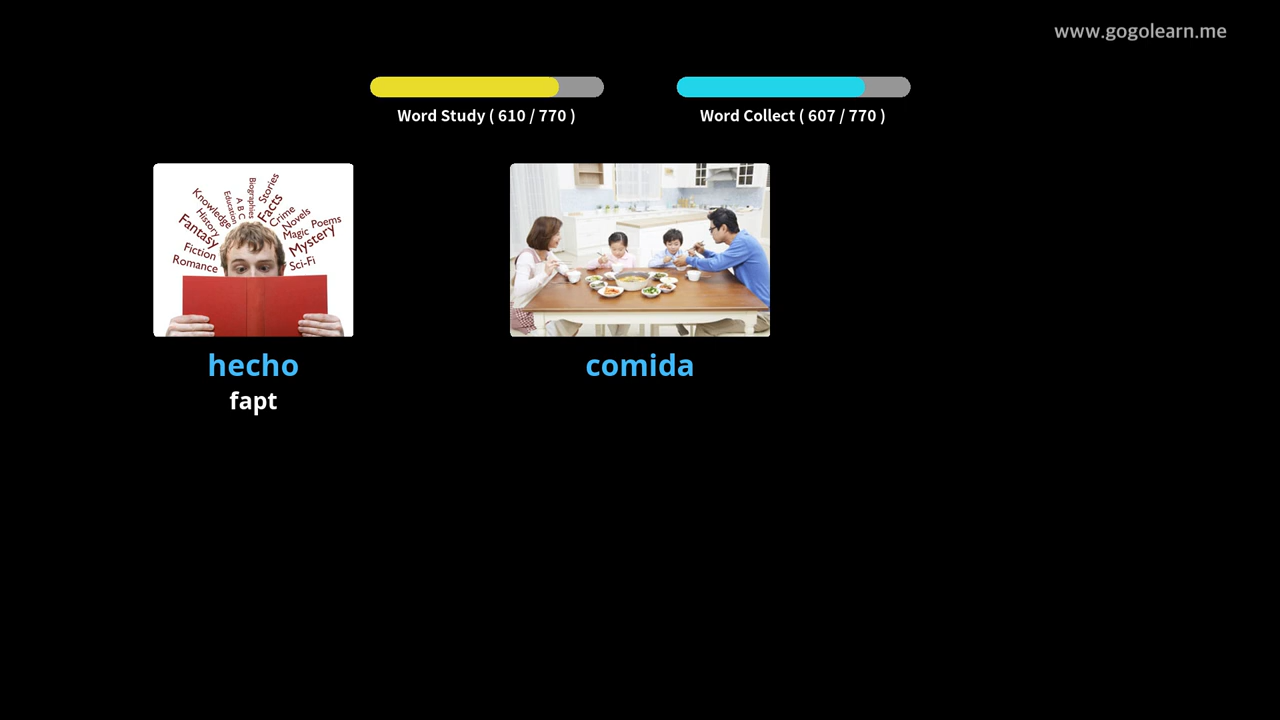 www.gogolearn.me
Word Study ( 610 / 770 )
Word Collect ( 607 / 770 )
Knowledge
History
Fantasy
Fiction
Romance
Education
A B C
Biographies
Stories
Facts
Crime
Novels
Magic
Poems
Mystery
Sci-Fi
hecho
fapt
comida